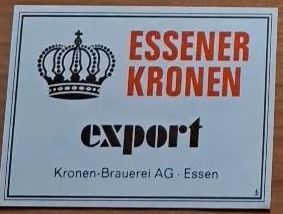 ESSENER
KRONEN
export
Kronen-Brauerei AG · Essen